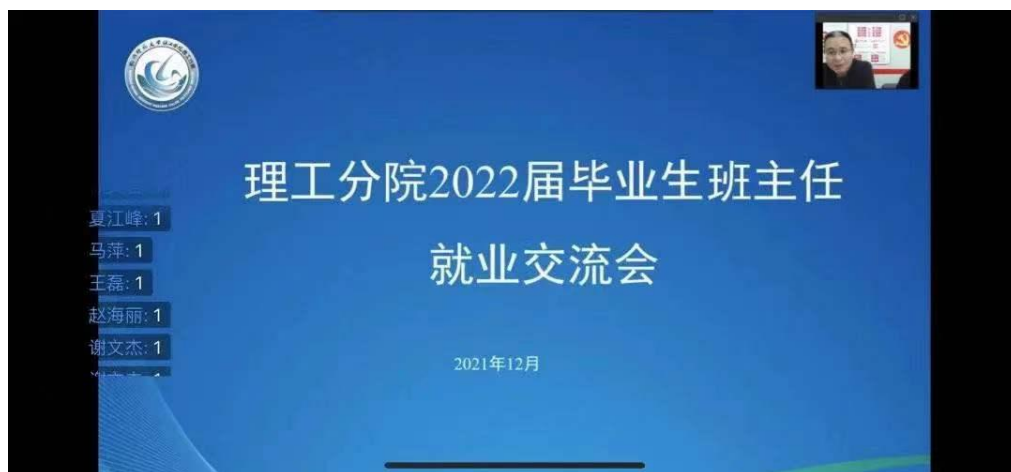 理工分院2022届毕业生班主任
就业交流会
2021年12月
夏江峰: 1
马萍: 1
王磊: 1
赵海丽: 1
谢文杰: 1